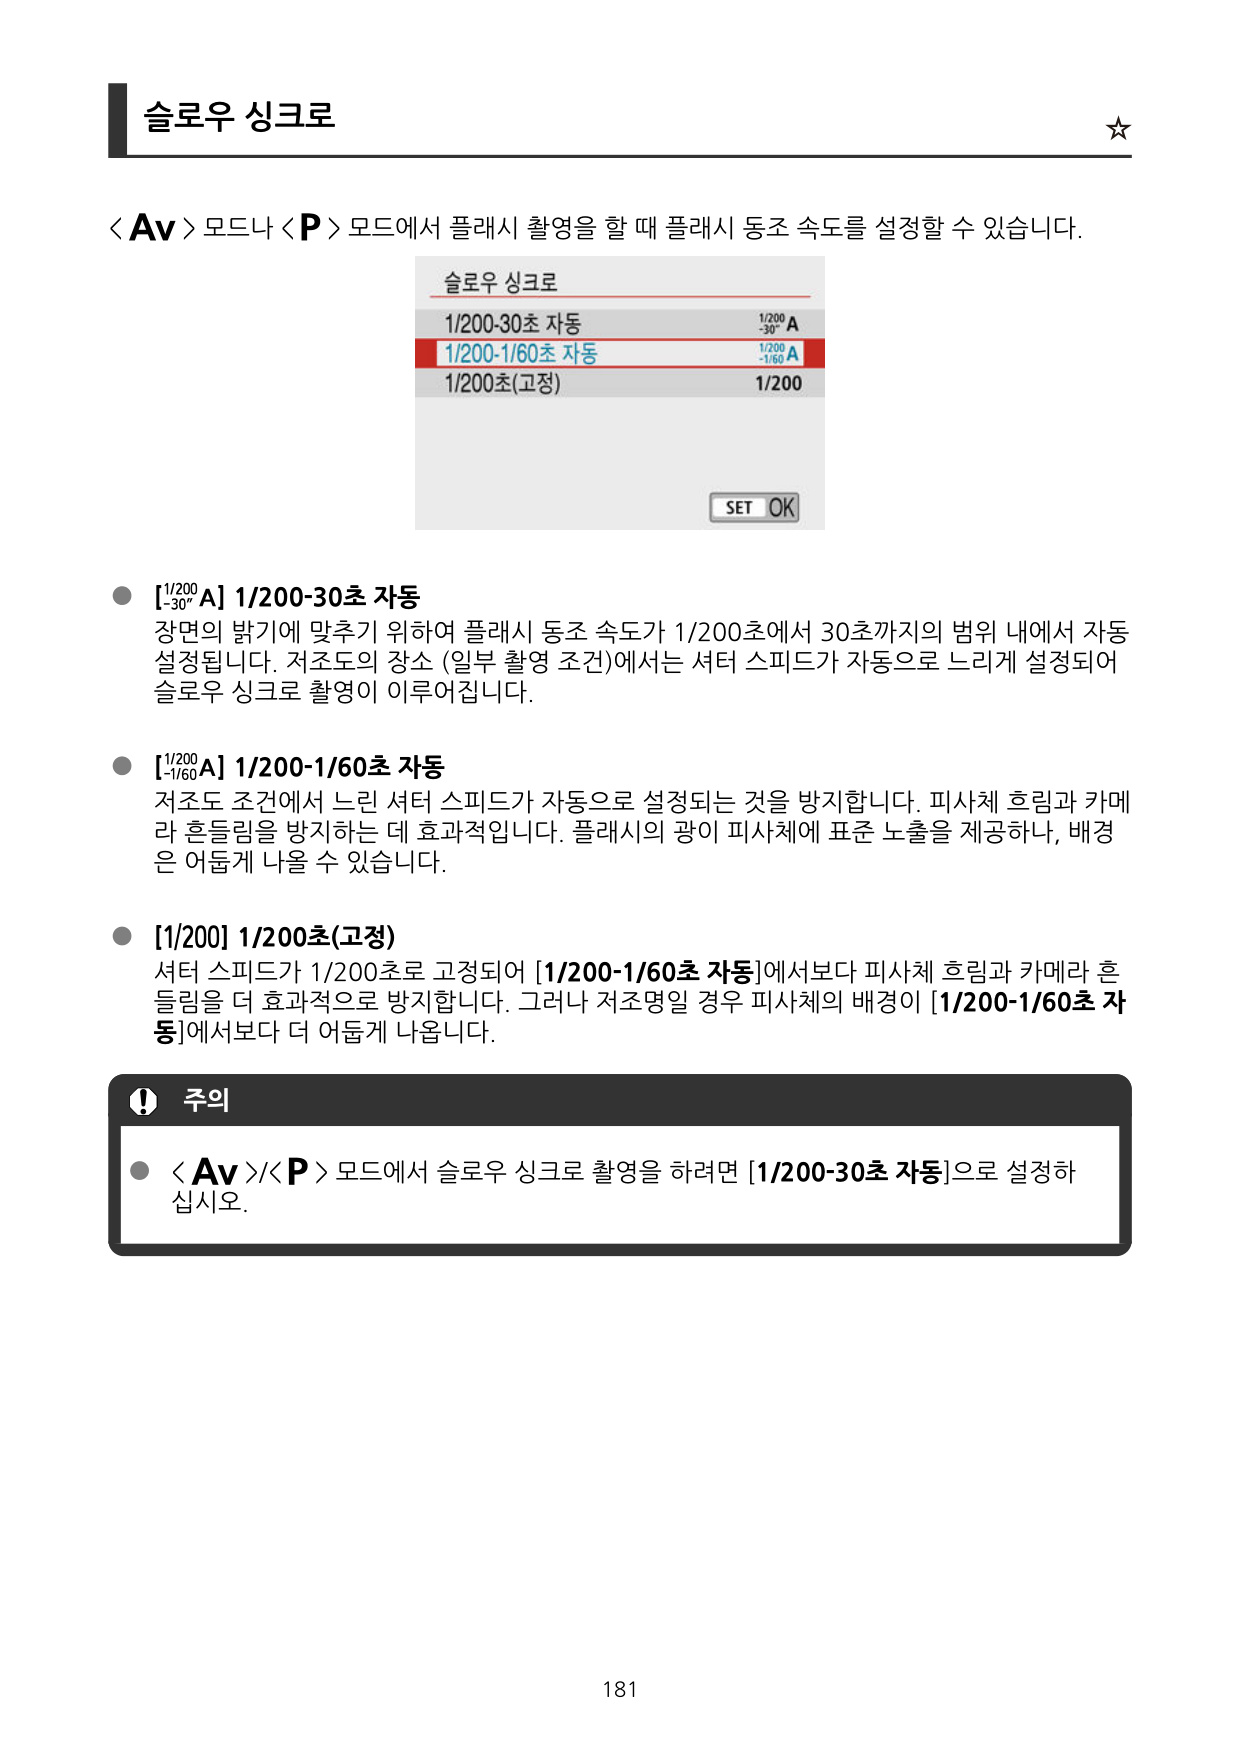 슬로우 싱크로
☆
< Av > 모드나 < P > 모드에서 플래시 촬영을 할 때 플래시 동조 속도를 설정할 수 있습니다.
슬로우 싱크로
1/200-30초 자동 1/200-30" A
1/200-1/60초 자동 1/200-1/60 A
1/200초(고정) 1/200
SET OK
● [1/200-30" A] 1/200-30초 자동
장면의 밝기에 맞추기 위하여 플래시 동조 속도가 1/200초에서 30초까지의 범위 내에서 자동
설정됩니다. 저조도의 장소 (일부 촬영 조건)에서는 셔터 스피드가 자동으로 느리게 설정되어
슬로우 싱크로 촬영이 이루어집니다.
● [1/200-1/60 A] 1/200-1/60초 자동
저조도 조건에서 느린 셔터 스피드가 자동으로 설정되는 것을 방지합니다. 피사체 흐림과 카메
라 흔들림을 방지하는 데 효과적입니다. 플래시의 광이 피사체에 표준 노출을 제공하나, 배경
은 어둡게 나올 수 있습니다.
● [1/200] 1/200초(고정)
셔터 스피드가 1/200초로 고정되어 [1/200-1/60초 자동]에서보다 피사체 흐림과 카메라 흔
들림을 더 효과적으로 방지합니다. 그러나 저조명일 경우 피사체의 배경이 [1/200-1/60초 자
동]에서보다 더 어둡게 나옵니다.
주의
● < Av >/< P > 모드에서 슬로우 싱크로 촬영을 하려면 [1/200-30초 자동]으로 설정하
십시오.
181